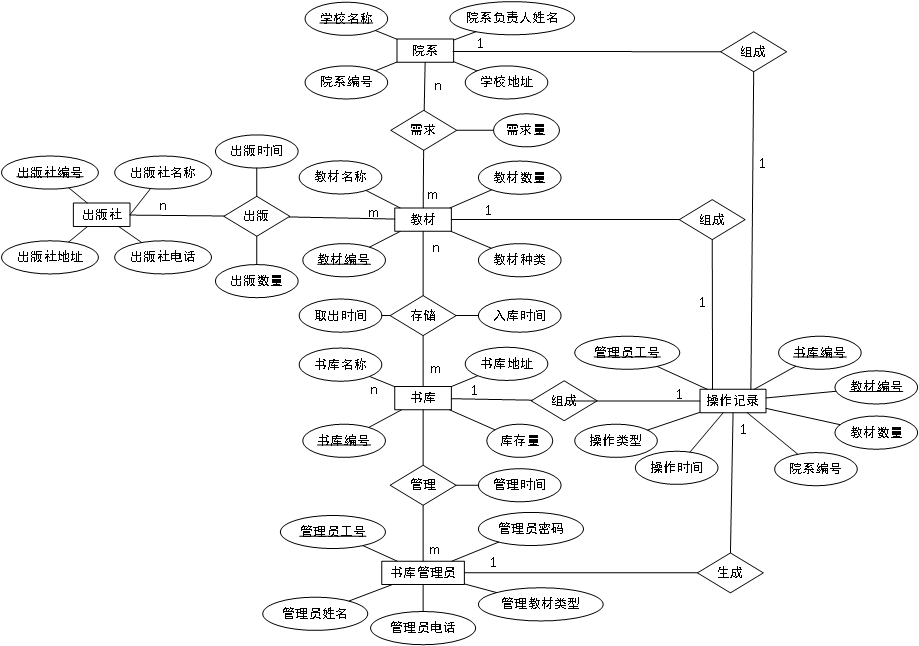 学校名称
院系负责人姓名
院系
1
组成
院系编号
学校地址
n
需求
需求量
出版时间
1
出版社编号
出版社名称
教材名称
教材数量
n
m
出版社
出版
m
教材
1
组成
出版社地址
出版社电话
n
教材编号
教材种类
出版数量
1
取出时间
存储
入库时间
管理员工号
书库编号
书库名称
m
书库地址
n
书库
1
组成
1
操作记录
教材编号
书库编号
库存量
操作类型
1
教材数量
操作时间
院系编号
管理
管理时间
管理员工号
管理员密码
m
书库管理员
1
生成
管理员姓名
管理教材类型
管理员电话